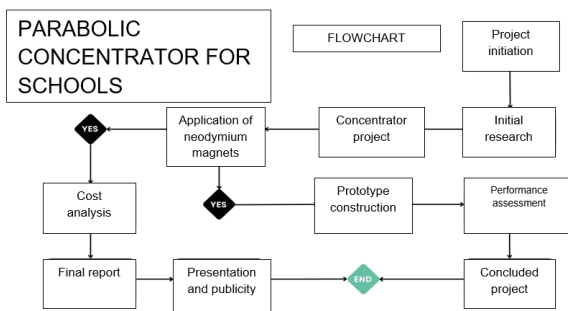 PARABOLIC
CONCENTRATOR FOR
SCHOOLS
FLOWCHART
Project
initiation
YES
Application of
neodymium
magnets
Concentrator
project
Initial
research
Cost
analysis
YES
Prototype
construction
Performance
assessment
Final report
Presentation
and publicity
END
Concluded
project